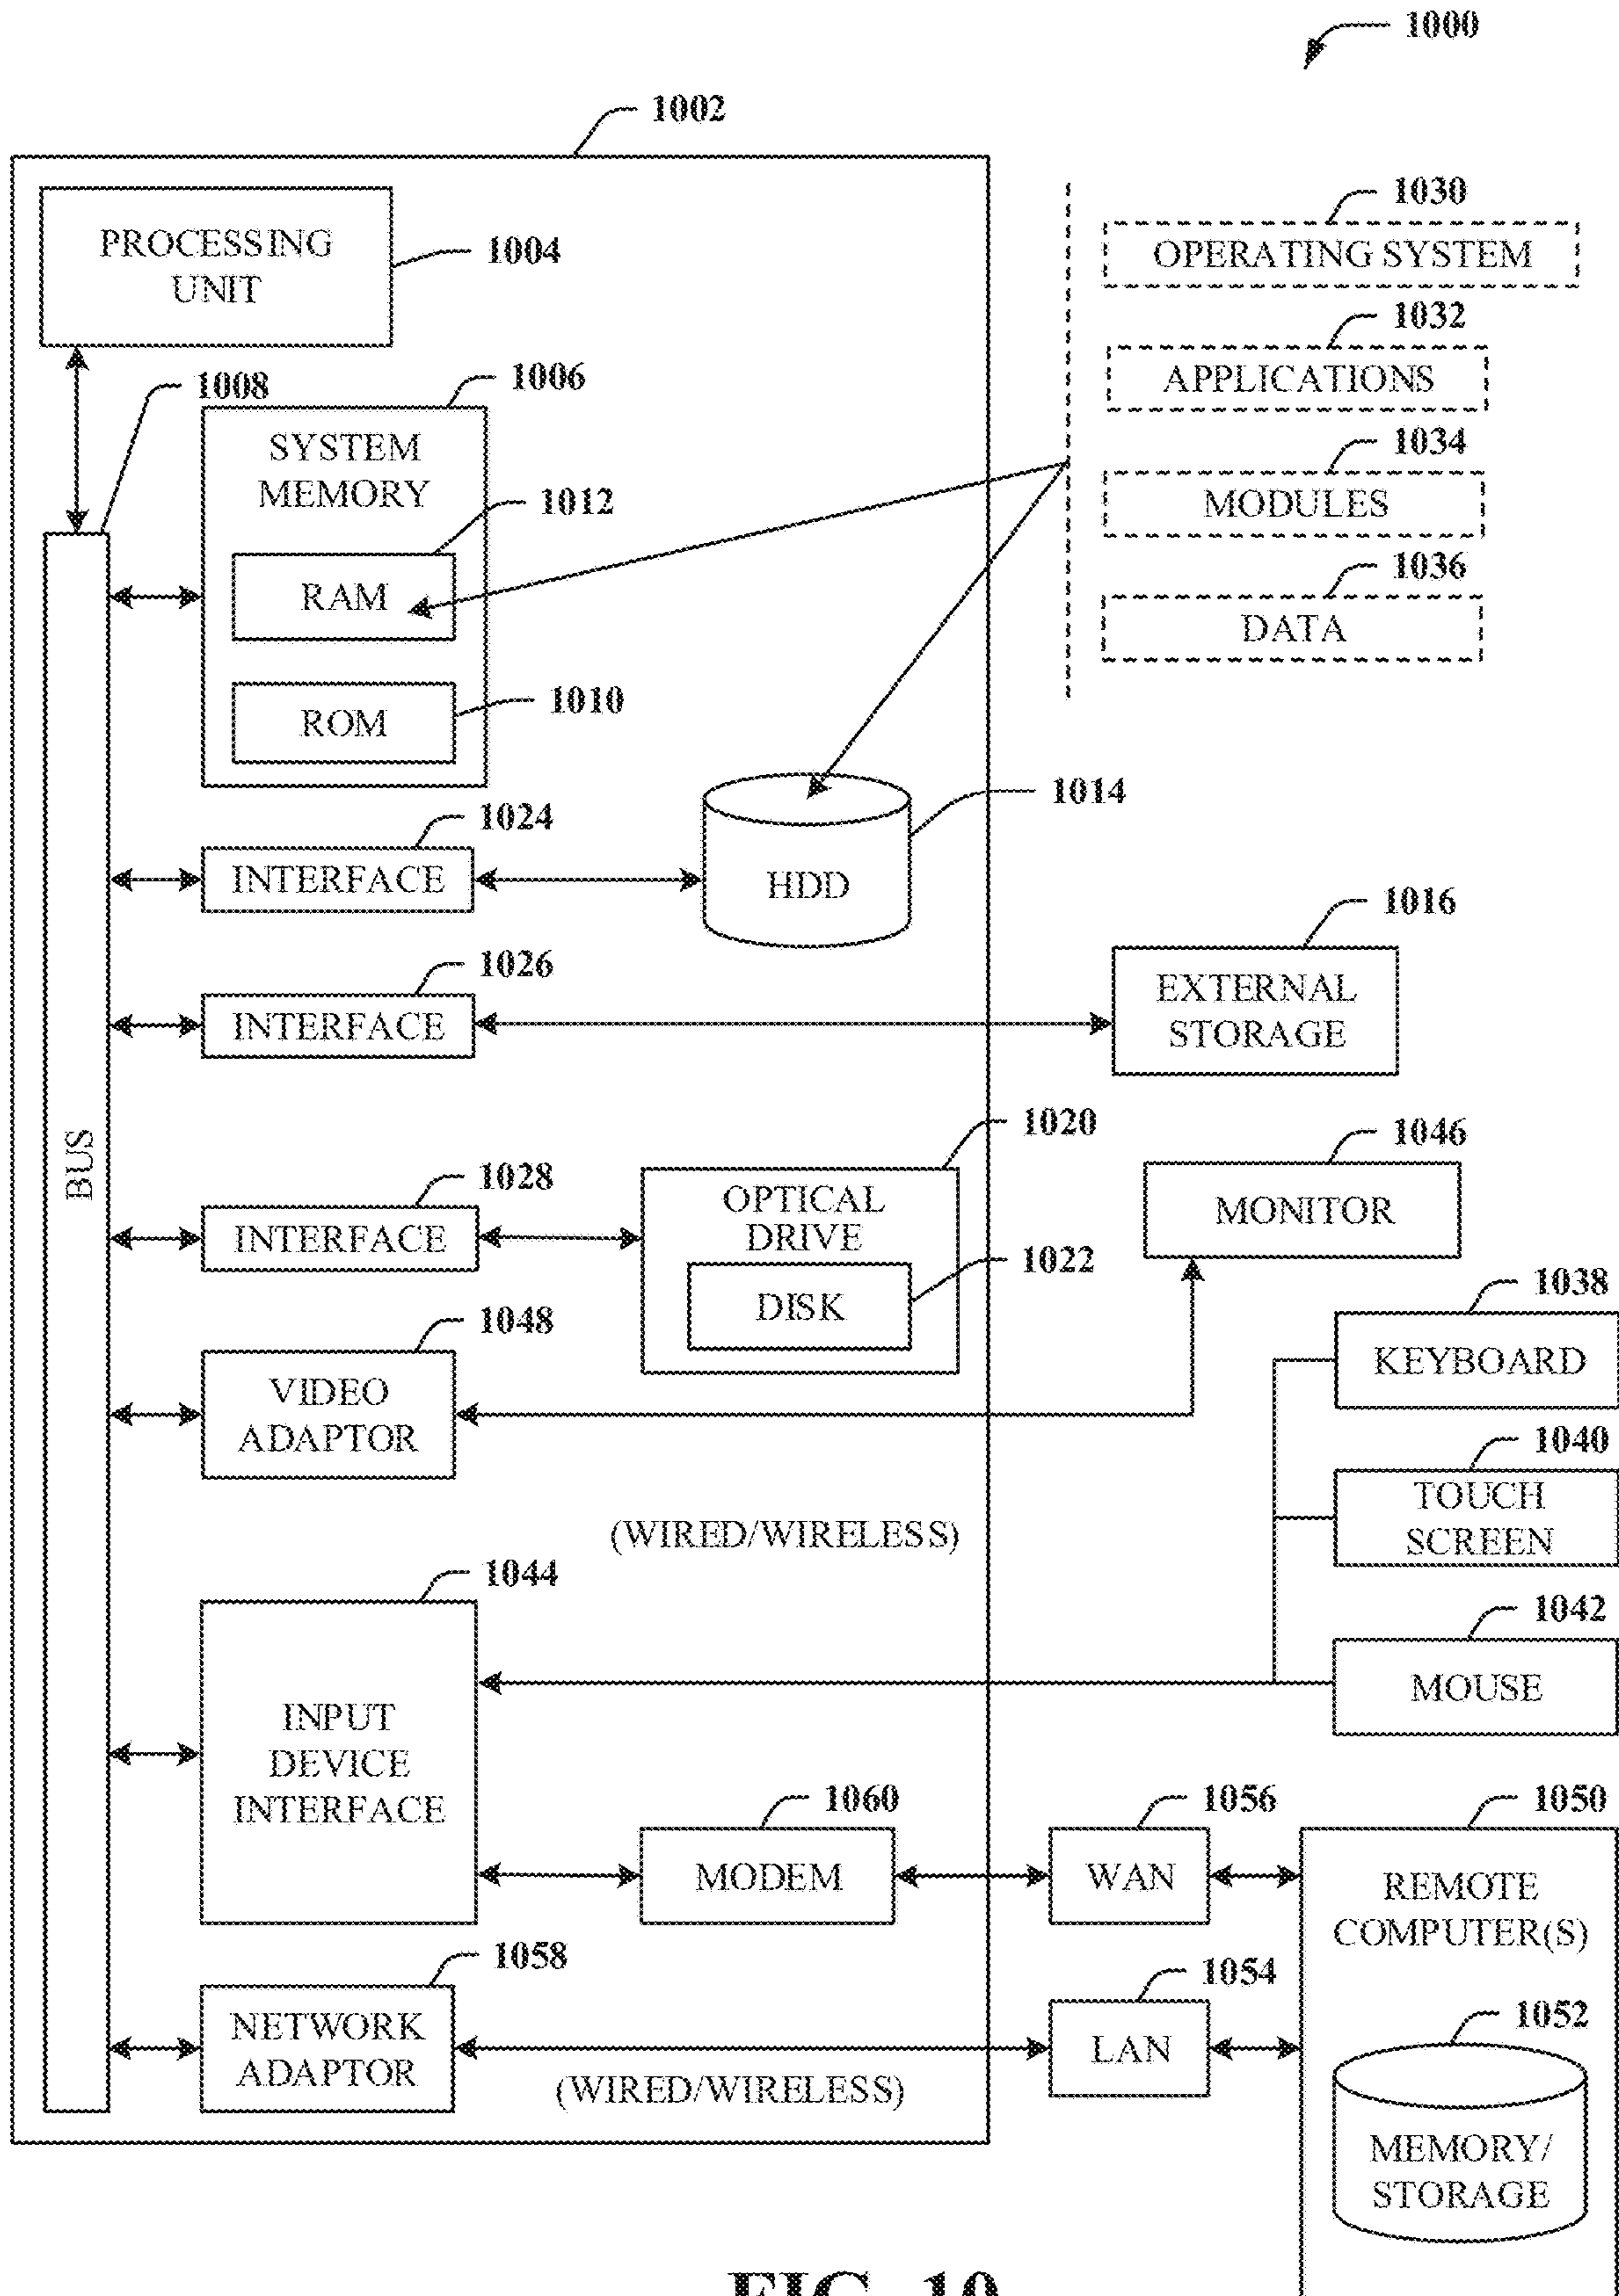 1000
1002
PROCESSING
UNIT
1004
1030
OPERATING SYSTEM
1032
APPLICATIONS
1034
MODULES
1036
DATA
1008
1006
SYSTEM
MEMORY
1012
RAM
1010
ROM
BUS
1024
INTERFACE
1014
HDD
1026
INTERFACE
1016
EXTERNAL
STORAGE
1028
INTERFACE
1020
OPTICAL
DRIVE
1022
DISK
1046
MONITOR
1048
VIDEO
ADAPTOR
1038
KEYBOARD
1040
TOUCH
SCREEN
(WIRED/WIRELESS)
1042
MOUSE
1044
INPUT
DEVICE
INTERFACE
1060
MODEM
1056
WAN
1050
REMOTE
COMPUTER(S)
1058
NETWORK
ADAPTOR
(WIRED/WIRELESS)
1054
LAN
1052
MEMORY/
STORAGE
FIG. 10